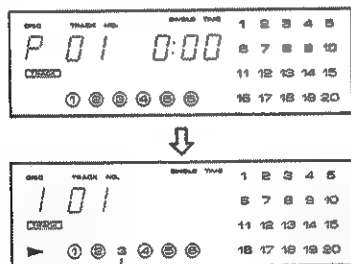 DISC TRACK NO. SINGLE TIME
P 01 0:00
1 2 3 4 5
6 7 8 9 10
11 12 13 14 15
16 17 18 19 20
① ② ③ ④ ⑤ ⑥
DISC TRACK NO. SINGLE TIME
1 01
1 2 3 4 5
6 7 8 9 10
11 12 13 14 15
16 17 18 19 20
① ② 3 ④ ⑤ ⑥